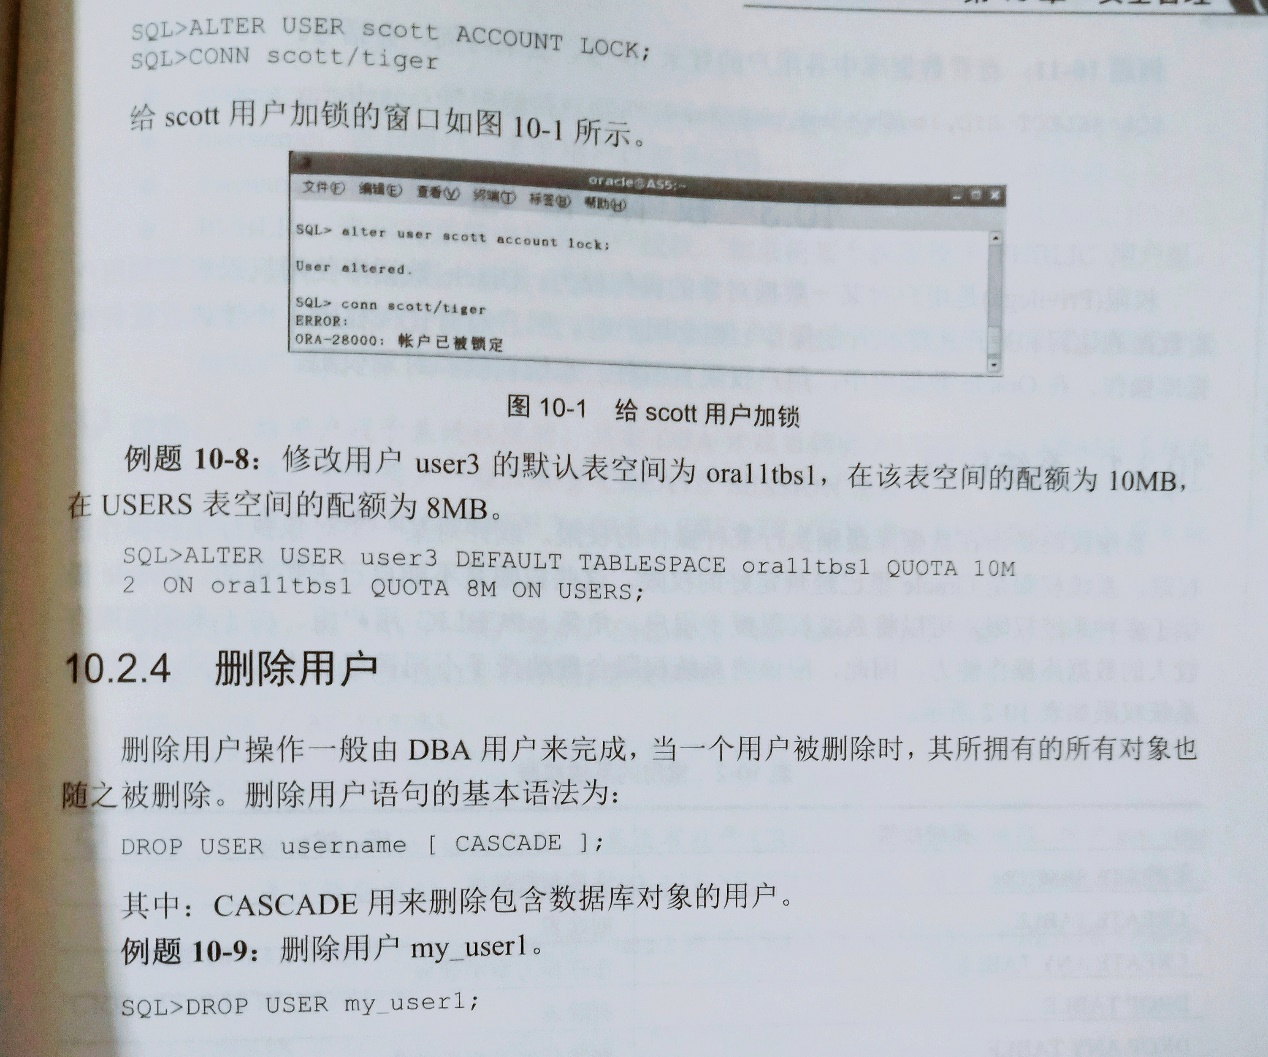 SQL>ALTER USER scott ACCOUNT LOCK;
SQL>CONN scott/tiger
给 scott 用户加锁的窗口如图 10-1 所示。
oracle@AS5:~
文件(F) 编辑(E) 查看(V) 终端(T) 标签(B) 帮助(H)
SQL> alter user scott account lock;
User altered.
SQL> conn scott/tiger
ERROR:
ORA-28000: 帐户已被锁定
图 10-1 给 scott 用户加锁
例题 10-8：修改用户 user3 的默认表空间为 ora11tbs1，在该表空间的配额为 10MB，
在 USERS 表空间的配额为 8MB。
SQL>ALTER USER user3 DEFAULT TABLESPACE ora11tbs1 QUOTA 10M
2 ON ora11tbs1 QUOTA 8M ON USERS;
10.2.4 删除用户
删除用户操作一般由 DBA 用户来完成，当一个用户被删除时，其所拥有的所有对象也
随之被删除。删除用户语句的基本语法为：
DROP USER username [ CASCADE ];
其中：CASCADE 用来删除包含数据库对象的用户。
例题 10-9：删除用户 my_user1。
SQL>DROP USER my_user1;